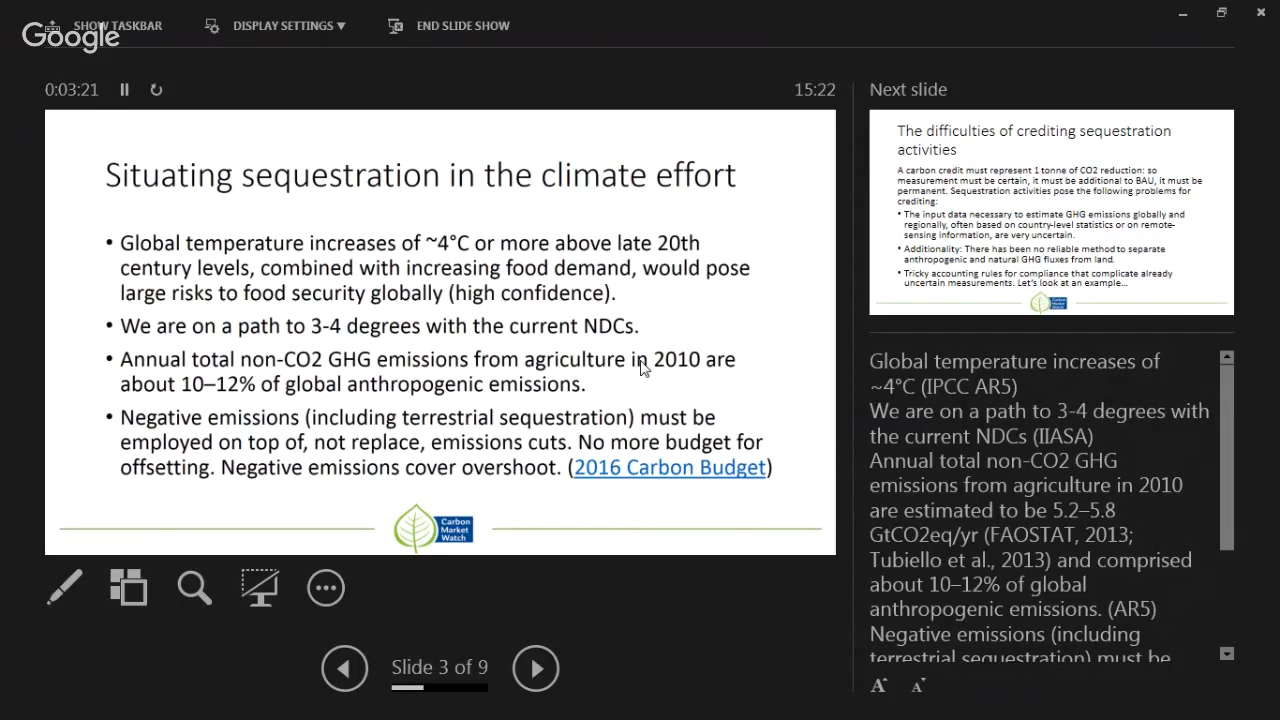 SHOW TASKBAR
DISPLAY SETTINGS ▾
END SLIDE SHOW
Google
0:03:21
15:22
Next slide
Situating sequestration in the climate effort
• Global temperature increases of ~4°C or more above late 20th
century levels, combined with increasing food demand, would pose
large risks to food security globally (high confidence).
• We are on a path to 3-4 degrees with the current NDCs.
• Annual total non-CO2 GHG emissions from agriculture in 2010 are
about 10–12% of global anthropogenic emissions.
• Negative emissions (including terrestrial sequestration) must be
employed on top of, not replace, emissions cuts. No more budget for
offsetting. Negative emissions cover overshoot. (2016 Carbon Budget)
Carbon
Market
Watch
The difficulties of crediting sequestration
activities
A carbon credit must represent 1 tonne of CO2 reduction: so
measurement must be certain, it must be additional to BAU, it must be
permanent. Sequestration activities pose the following problems for
crediting:
• The input data necessary to estimate GHG emissions globally and
regionally, often based on country-level statistics or on remote-
sensing information, are very uncertain.
• Additionality: There has been no reliable method to separate
anthropogenic and natural GHG fluxes from land.
• Tricky accounting rules for compliance that complicate already
uncertain measurements. Let's look at an example...
Carbon
Market
Watch
Global temperature increases of
~4°C (IPCC AR5)
We are on a path to 3-4 degrees with
the current NDCs (IIASA)
Annual total non-CO2 GHG
emissions from agriculture in 2010
are estimated to be 5.2–5.8
GtCO2eq/yr (FAOSTAT, 2013;
Tubiello et al., 2013) and comprised
about 10–12% of global
anthropogenic emissions. (AR5)
Negative emissions (including
terrestrial sequestration) must be
Slide 3 of 9
A A